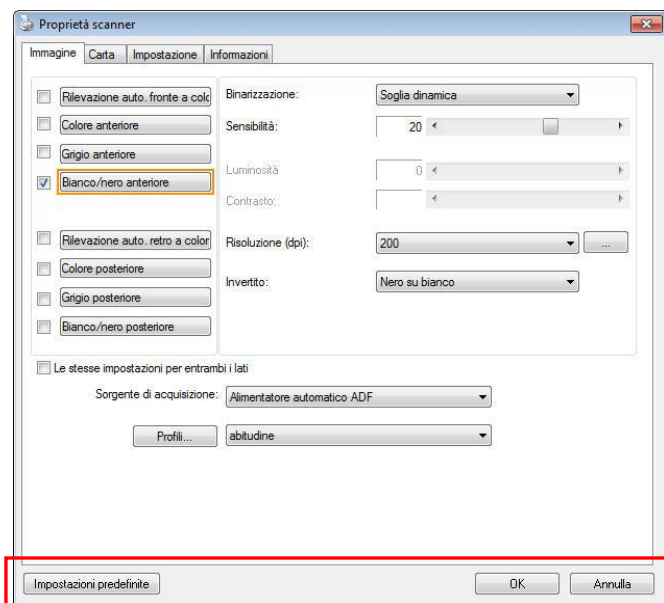 Proprietà scanner
Immagine Carta Impostazione Informazioni
Rilevazione auto. fronte a colo
Colore anteriore
Grigio anteriore
Bianco/nero anteriore
Rilevazione auto. retro a color
Colore posteriore
Grigio posteriore
Bianco/nero posteriore
Binarizzazione: Soglia dinamica
Sensibilità: 20
Luminosità 0
Contrasto:
Risoluzione (dpi): 200 ...
Invertito: Nero su bianco
Le stesse impostazioni per entrambi i lati
Sorgente di acquisizione: Alimentatore automatico ADF
Profili... abitudine
Impostazioni predefinite OK Annulla